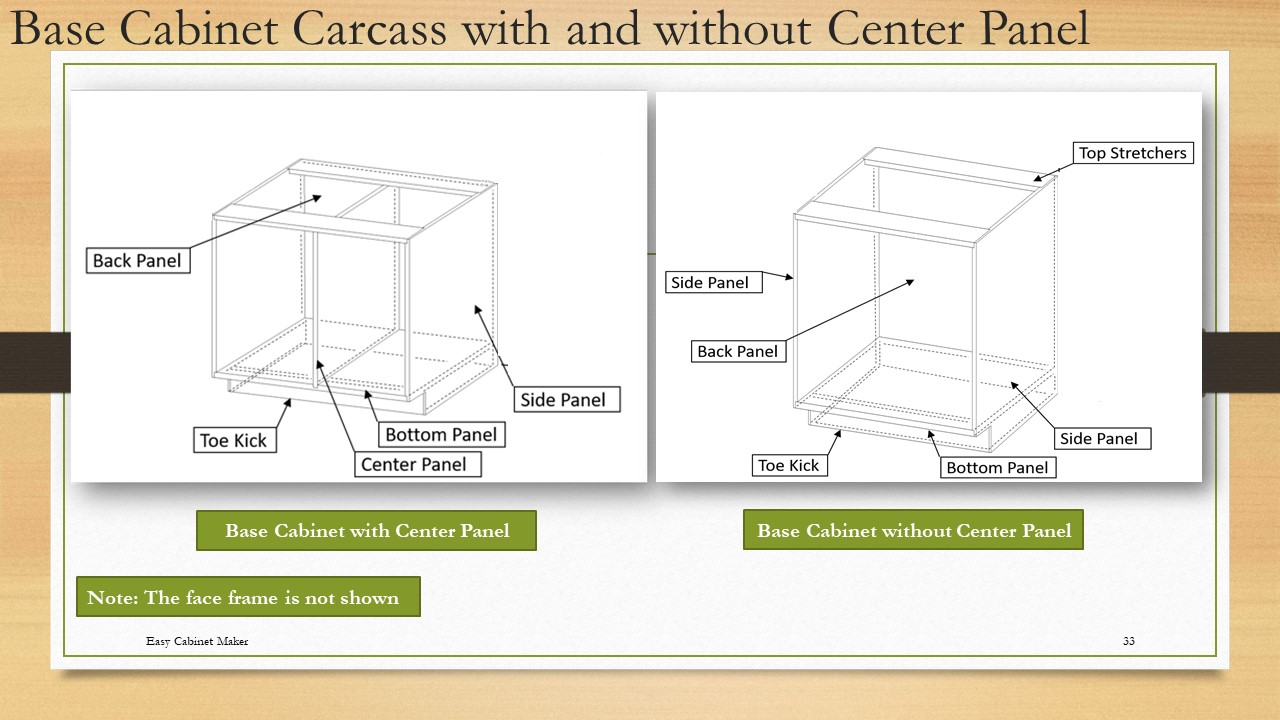 Base Cabinet Carcass with and without Center Panel
Back Panel
Side Panel
Toe Kick
Bottom Panel
Center Panel
Top Stretchers
Side Panel
Back Panel
Side Panel
Toe Kick
Bottom Panel
Base Cabinet with Center Panel
Base Cabinet without Center Panel
Note: The face frame is not shown
Easy Cabinet Maker
33